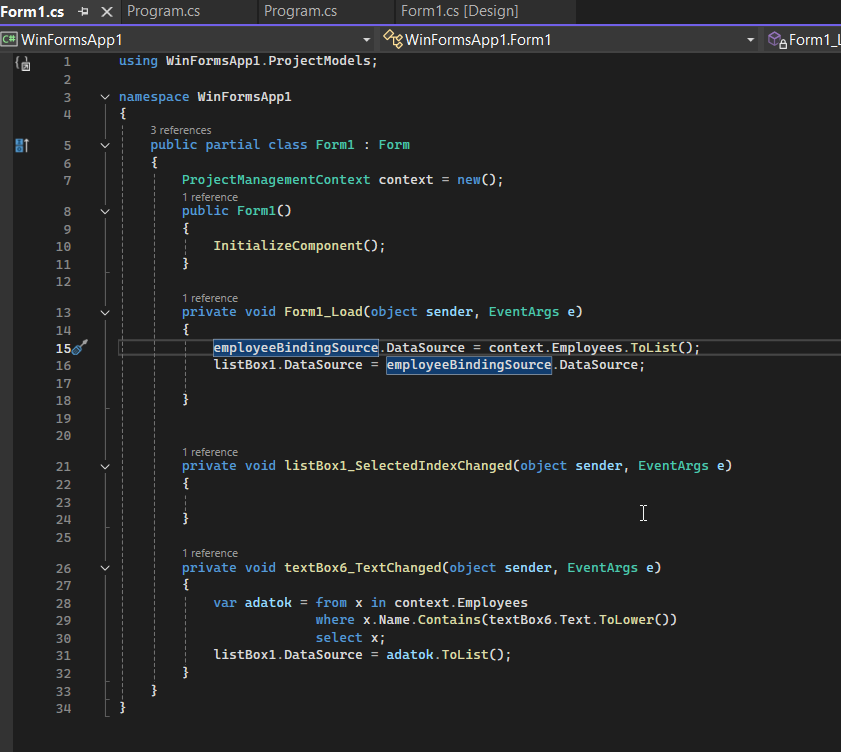 Form1.cs Program.cs Program.cs Form1.cs [Design]
C# WinFormsApp1 WinFormsApp1.Form1 Form1_L
1 using WinFormsApp1.ProjectModels;
2
3 namespace WinFormsApp1
4 {
3 references
5 public partial class Form1 : Form
6 {
7 ProjectManagementContext context = new();
1 reference
8 public Form1()
9 {
10 InitializeComponent();
11 }
12
1 reference
13 private void Form1_Load(object sender, EventArgs e)
14 {
15 employeeBindingSource.DataSource = context.Employees.ToList();
16 listBox1.DataSource = employeeBindingSource.DataSource;
17
18 }
19
20
1 reference
21 private void listBox1_SelectedIndexChanged(object sender, EventArgs e)
22 {
23
24 }
25
1 reference
26 private void textBox6_TextChanged(object sender, EventArgs e)
27 {
28 var adatok = from x in context.Employees
29 where x.Name.Contains(textBox6.Text.ToLower())
30 select x;
31 listBox1.DataSource = adatok.ToList();
32 }
33 }
34 }